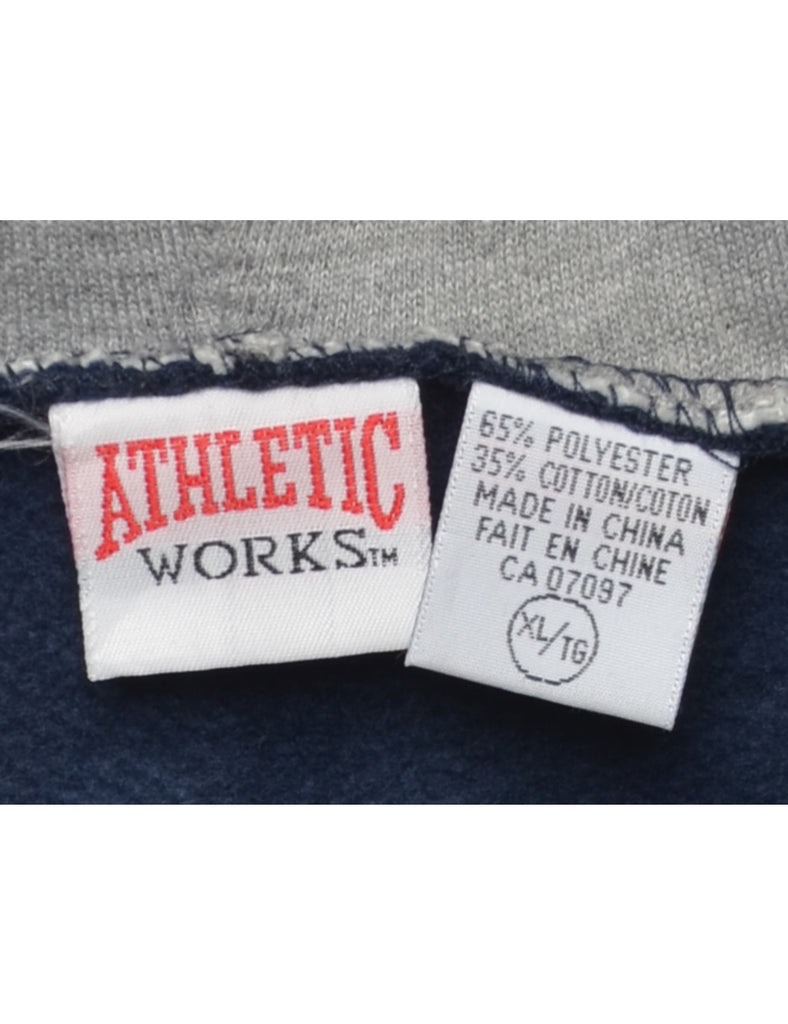 ATHLETIC
WORKS™
65% POLYESTER
35% COTTON/COTON
MADE IN CHINA
FAIT EN CHINE
CA 07097
XL/TG